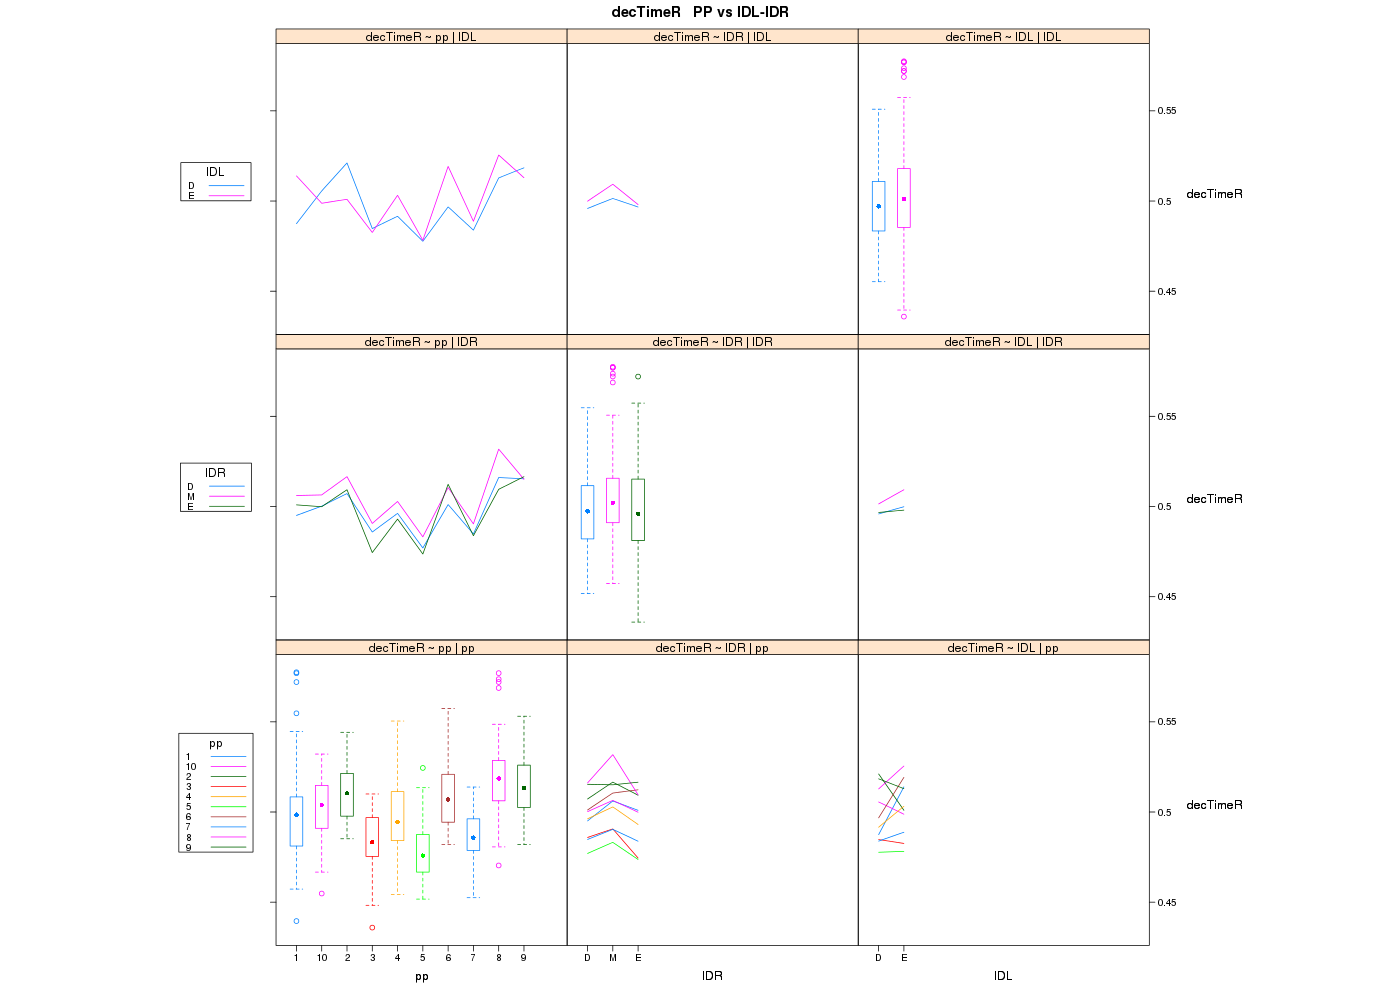 decTimeR   PP vs IDL-IDR
decTimeR ~ pp | IDL
decTimeR ~ IDR | IDL
decTimeR ~ IDL | IDL
IDL
D
E
0.55
0.5
0.45
decTimeR
decTimeR ~ pp | IDR
decTimeR ~ IDR | IDR
decTimeR ~ IDL | IDR
IDR
D
M
E
0.55
0.5
0.45
decTimeR
decTimeR ~ pp | pp
decTimeR ~ IDR | pp
decTimeR ~ IDL | pp
pp
1
10
2
3
4
5
6
7
8
9
0.55
0.5
0.45
decTimeR
1 10 2 3 4 5 6 7 8 9
D M E
D E
pp
IDR
IDL